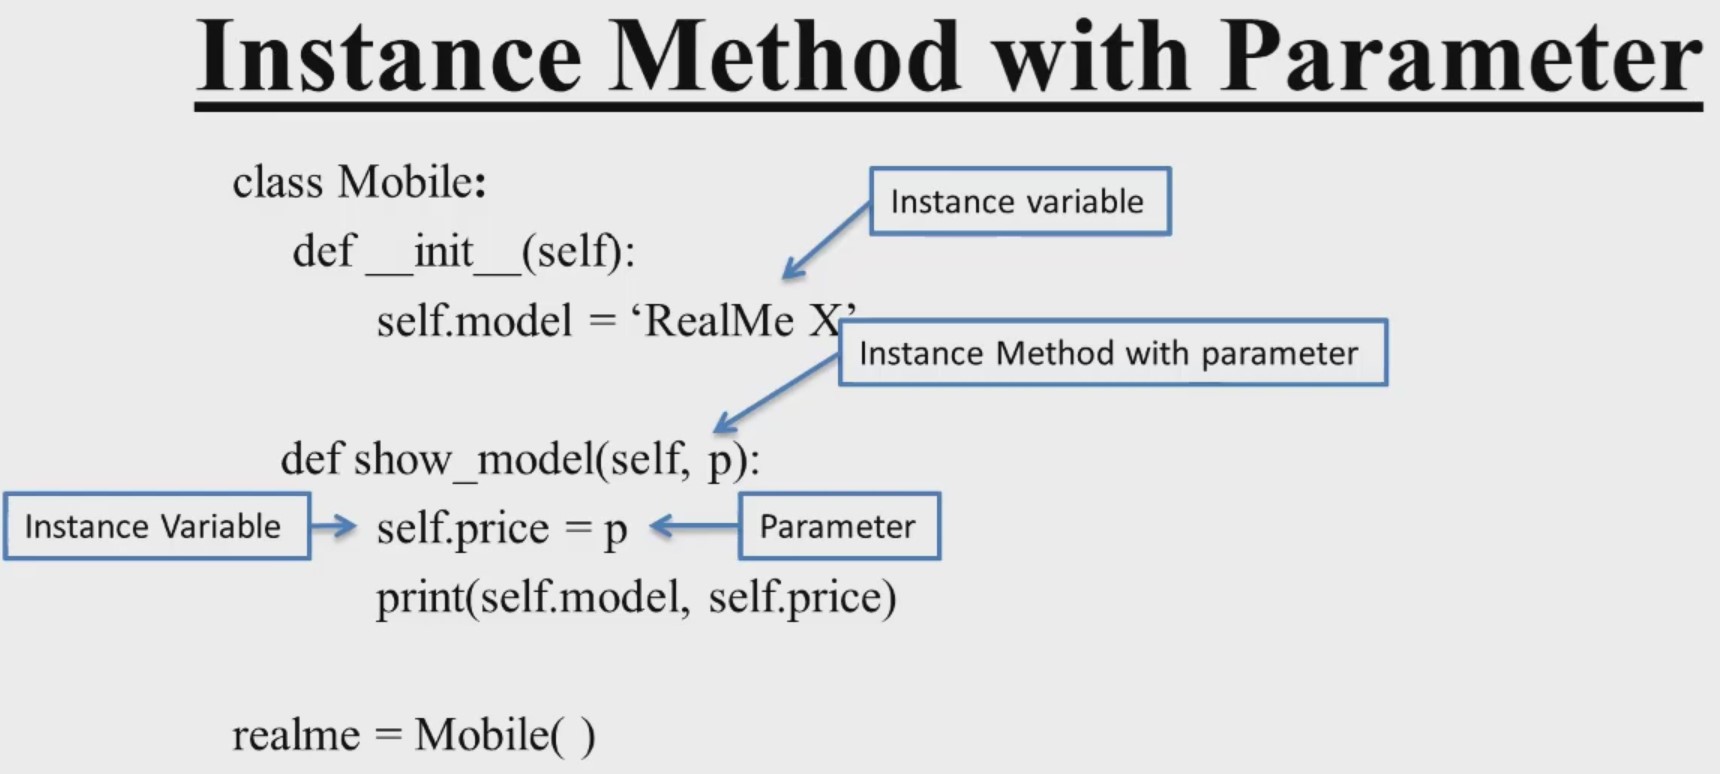 Instance Method with Parameter
class Mobile:
Instance variable
def __init__(self):
self.model = ‘RealMe X’
Instance Method with parameter
def show_model(self, p):
Instance Variable
self.price = p
Parameter
print(self.model, self.price)
realme = Mobile( )